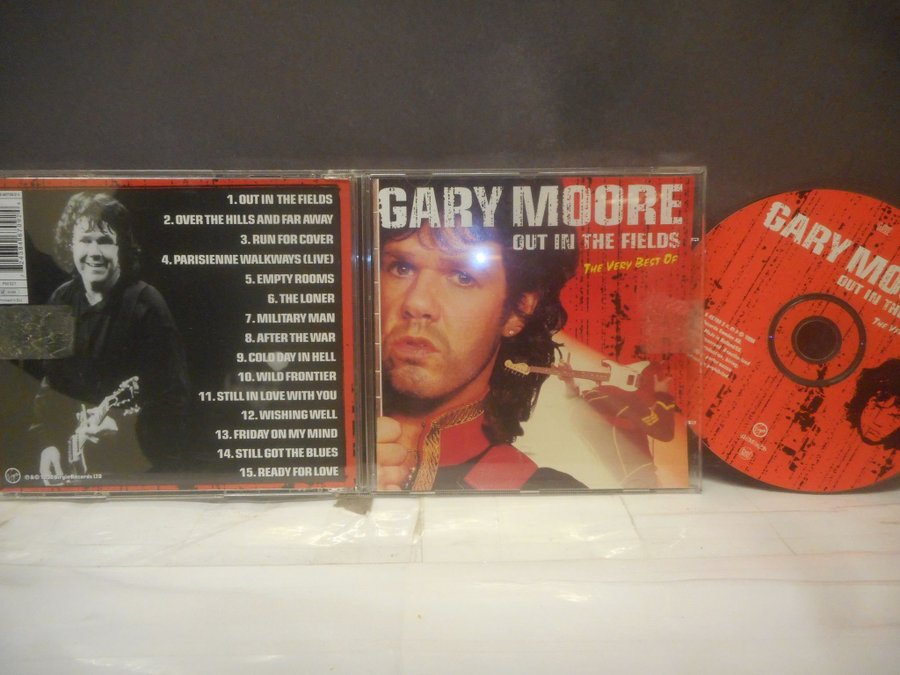 1. OUT IN THE FIELDS
2. OVER THE HILLS AND FAR AWAY
3. RUN FOR COVER
4. PARISIENNE WALKWAYS (LIVE)
5. EMPTY ROOMS
6. THE LONER
7. MILITARY MAN
8. AFTER THE WAR
9. COLD DAY IN HELL
10. WILD FRONTIER
11. STILL IN LOVE WITH YOU
12. WISHING WELL
13. FRIDAY ON MY MIND
14. STILL GOT THE BLUES
15. READY FOR LOVE
GARY MOORE
OUT IN THE FIELDS
THE VERY BEST OF
GARY MOO
OUT IN THE